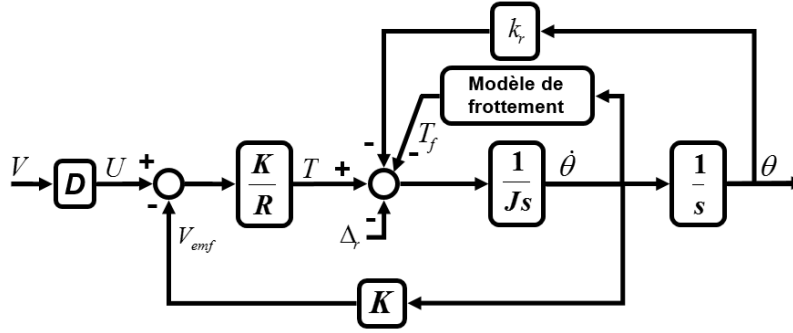 k_r
Modèle de
frottement
T_f
V
D
U
+
-
K
R
T
+
-
-
-
Δ_r
1
Js
θ̇
1
s
θ
V_emf
K